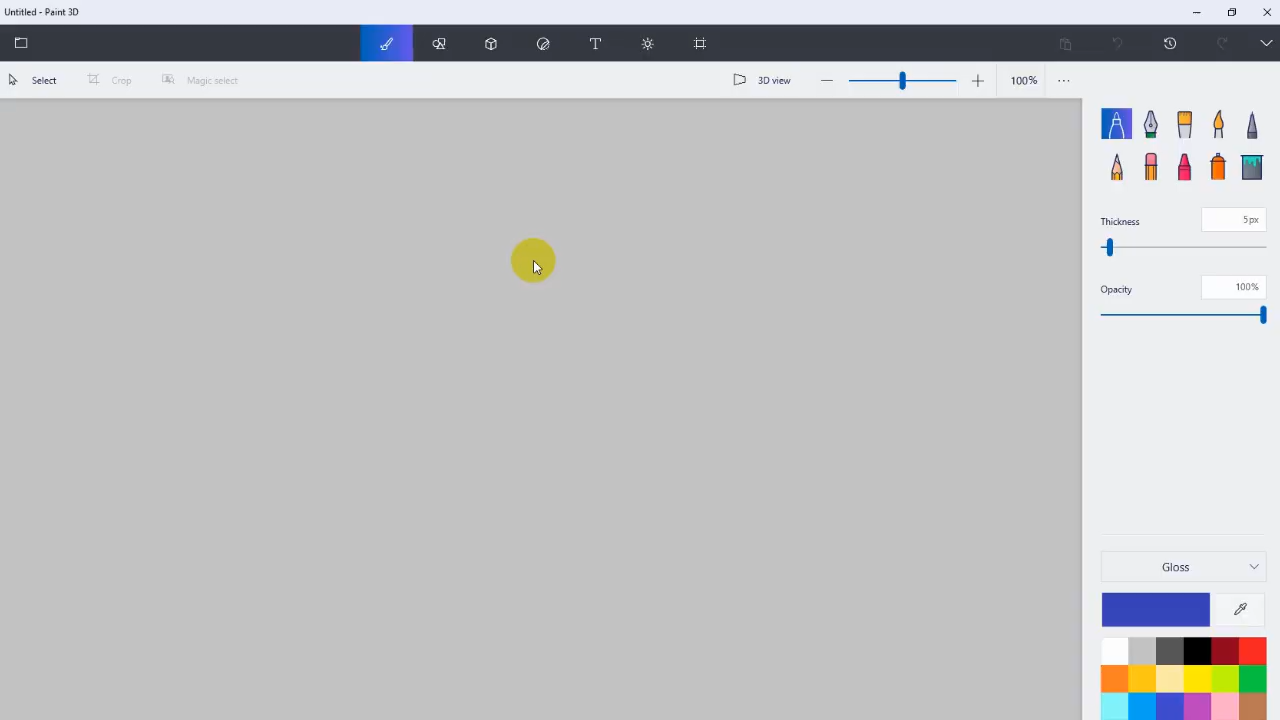 Untitled - Paint 3D
Select
Crop
Magic select
3D view
100%
Thickness
5px
Opacity
100%
Gloss